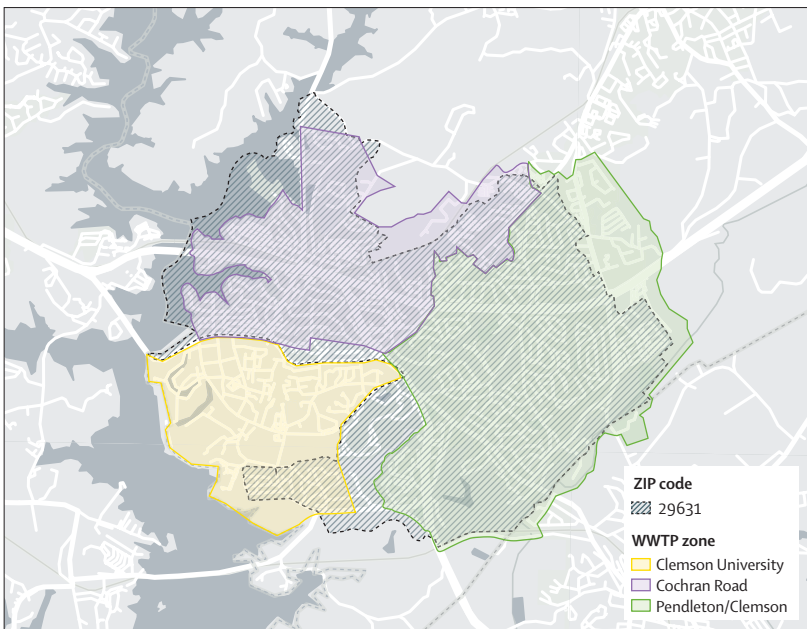 ZIP code
29631
WWTP zone
Clemson University
Cochran Road
Pendleton/Clemson